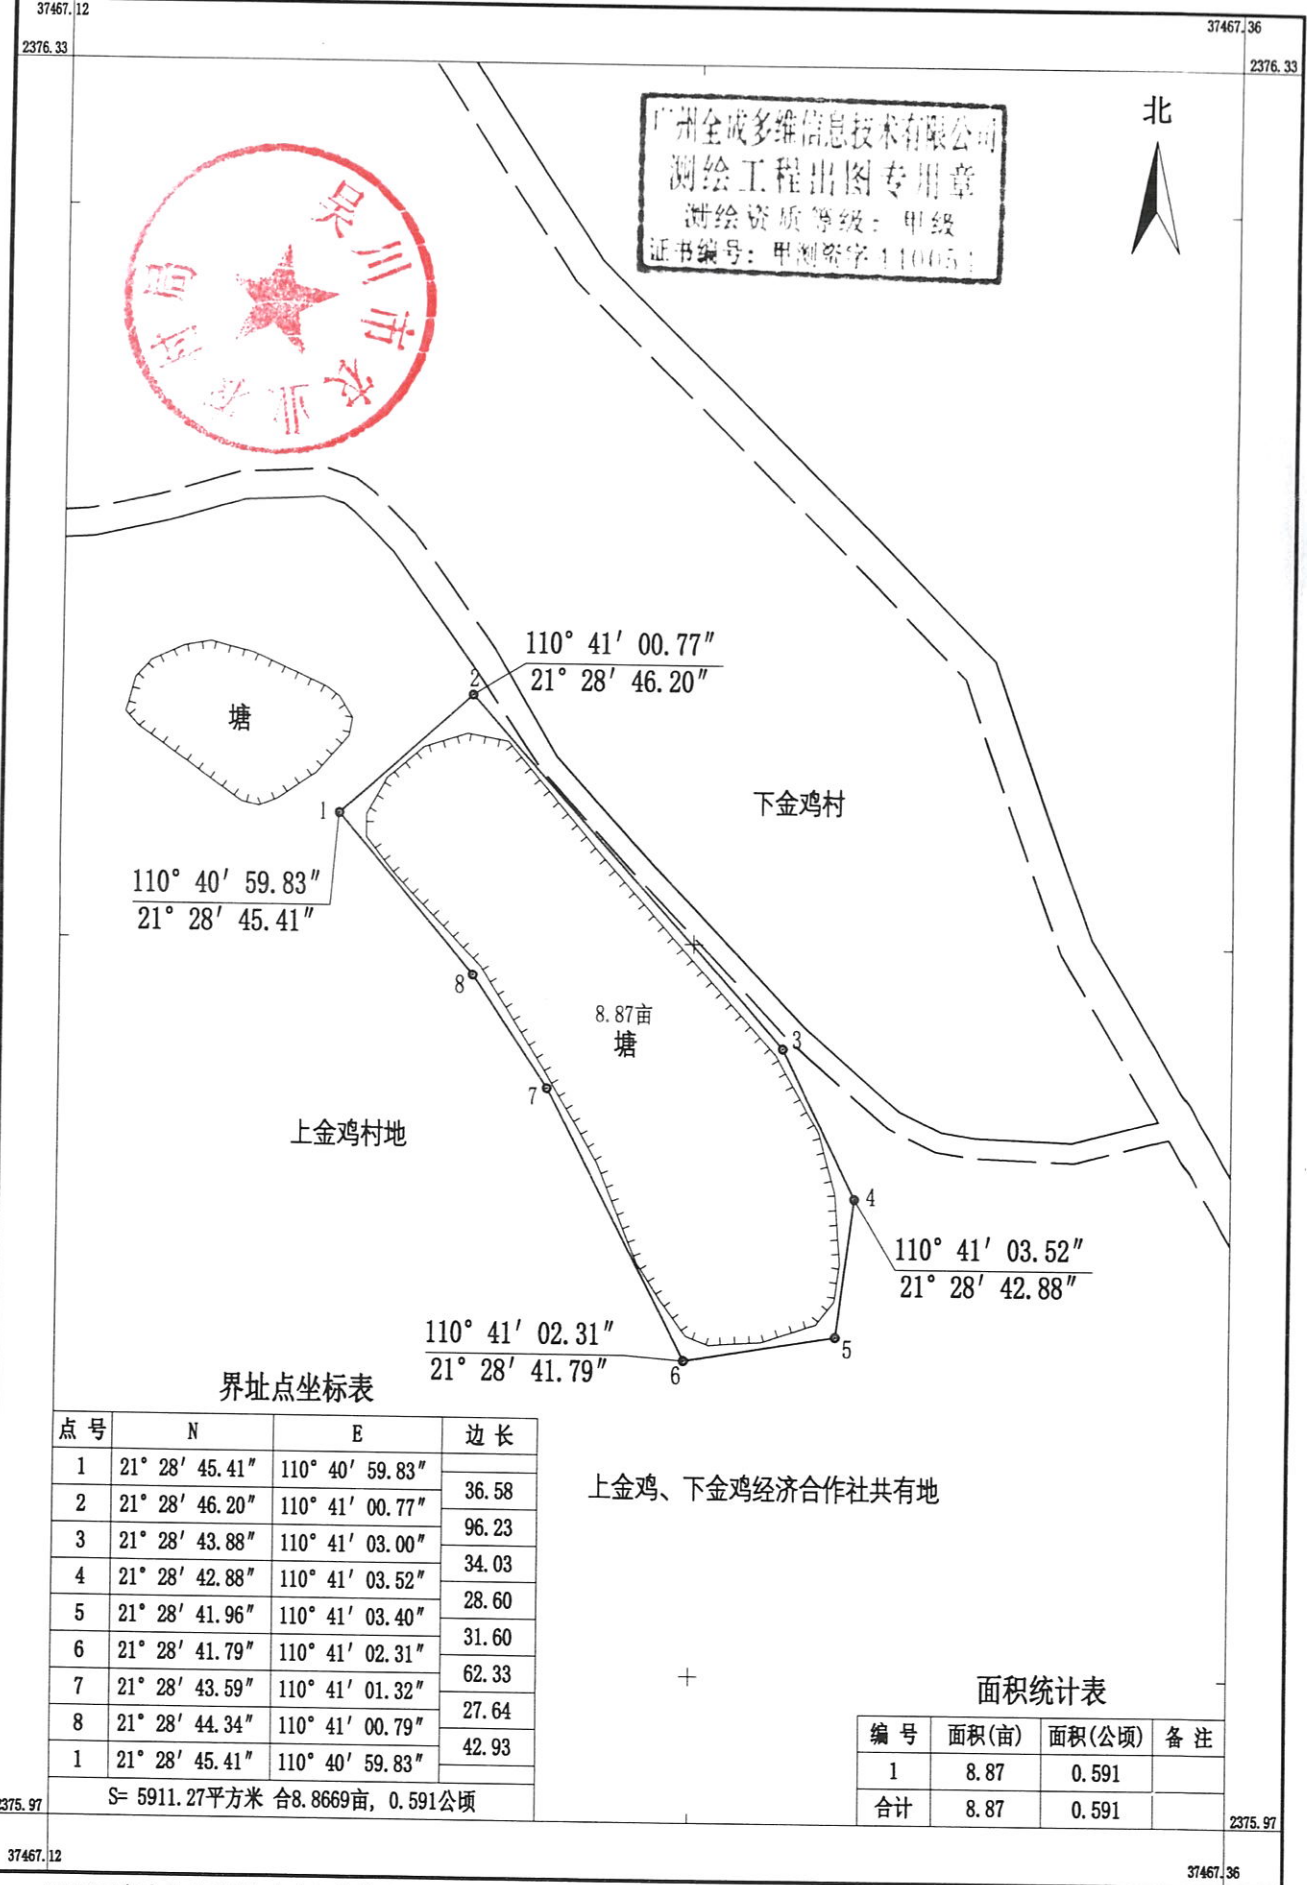 37467.12
37467.36
2376.33
2376.33
北
广州全成多维信息技术有限公司
测绘工程出图专用章
测绘资质等级：甲级
证书编号：甲测资字
吴川市农业农村局
110° 41′ 00.77″
21° 28′ 46.20″
2
塘
1
下金鸡村
110° 40′ 59.83″
21° 28′ 45.41″
8
8.87亩
塘
3
7
上金鸡村地
4
110° 41′ 03.52″
21° 28′ 42.88″
110° 41′ 02.31″
21° 28′ 41.79″
5
6
界址点坐标表
点 号 N E 边 长
1 21° 28′ 45.41″ 110° 40′ 59.83″
36.58
2 21° 28′ 46.20″ 110° 41′ 00.77″
96.23
3 21° 28′ 43.88″ 110° 41′ 03.00″
34.03
4 21° 28′ 42.88″ 110° 41′ 03.52″
28.60
5 21° 28′ 41.96″ 110° 41′ 03.40″
31.60
6 21° 28′ 41.79″ 110° 41′ 02.31″
62.33
7 21° 28′ 43.59″ 110° 41′ 01.32″
27.64
8 21° 28′ 44.34″ 110° 41′ 00.79″
42.93
1 21° 28′ 45.41″ 110° 40′ 59.83″
S= 5911.27平方米 合8.8669亩, 0.591公顷
上金鸡、下金鸡经济合作社共有地
面积统计表
编 号 面积(亩) 面积(公顷) 备 注
1 8.87 0.591
合计 8.87 0.591
2375.97
2375.97
37467.12
37467.36